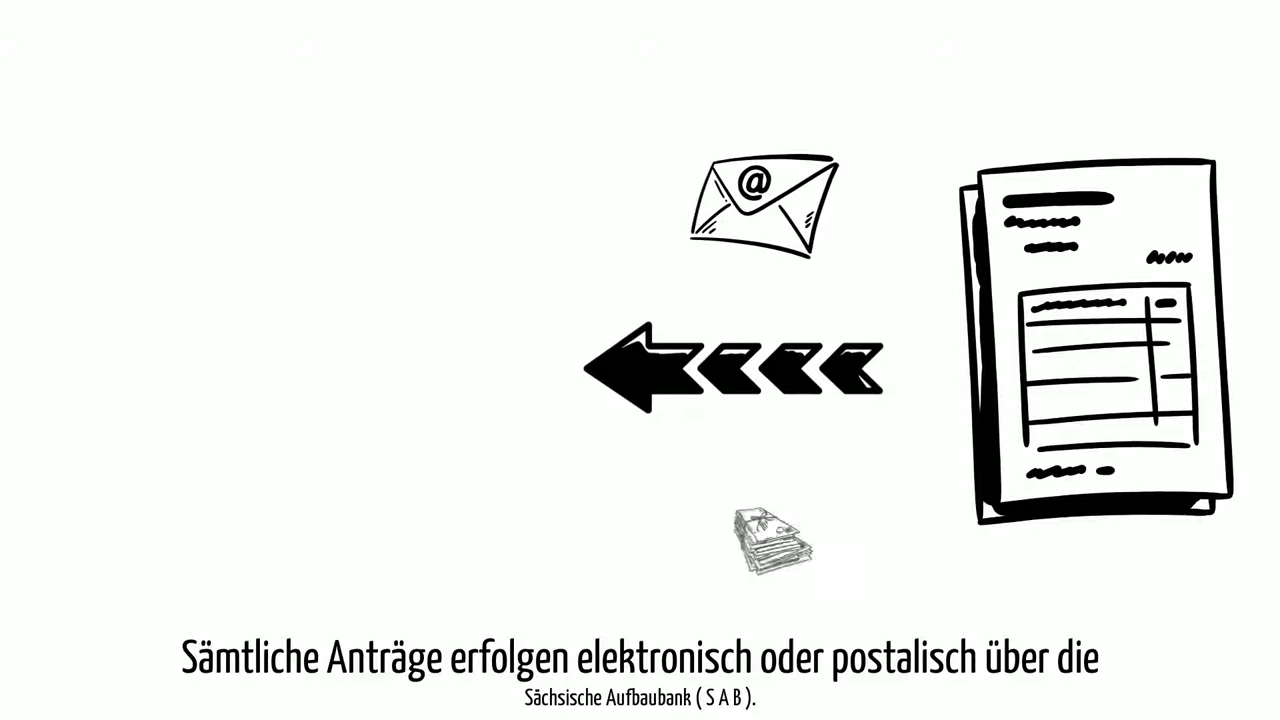 @
Sämtliche Anträge erfolgen elektronisch oder postalisch über die
Sächsische Aufbaubank ( S A B ).